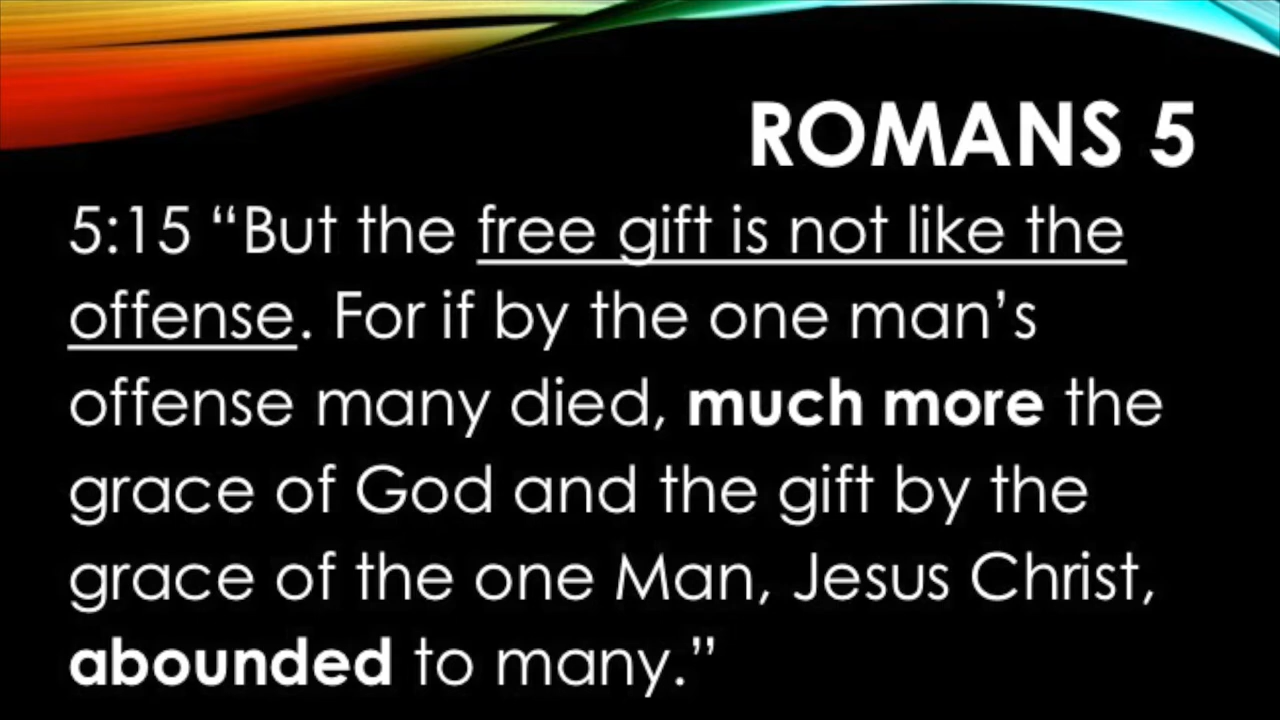 ROMANS 5
5:15 “But the free gift is not like the
offense. For if by the one man’s
offense many died, much more the
grace of God and the gift by the
grace of the one Man, Jesus Christ,
abounded to many.”